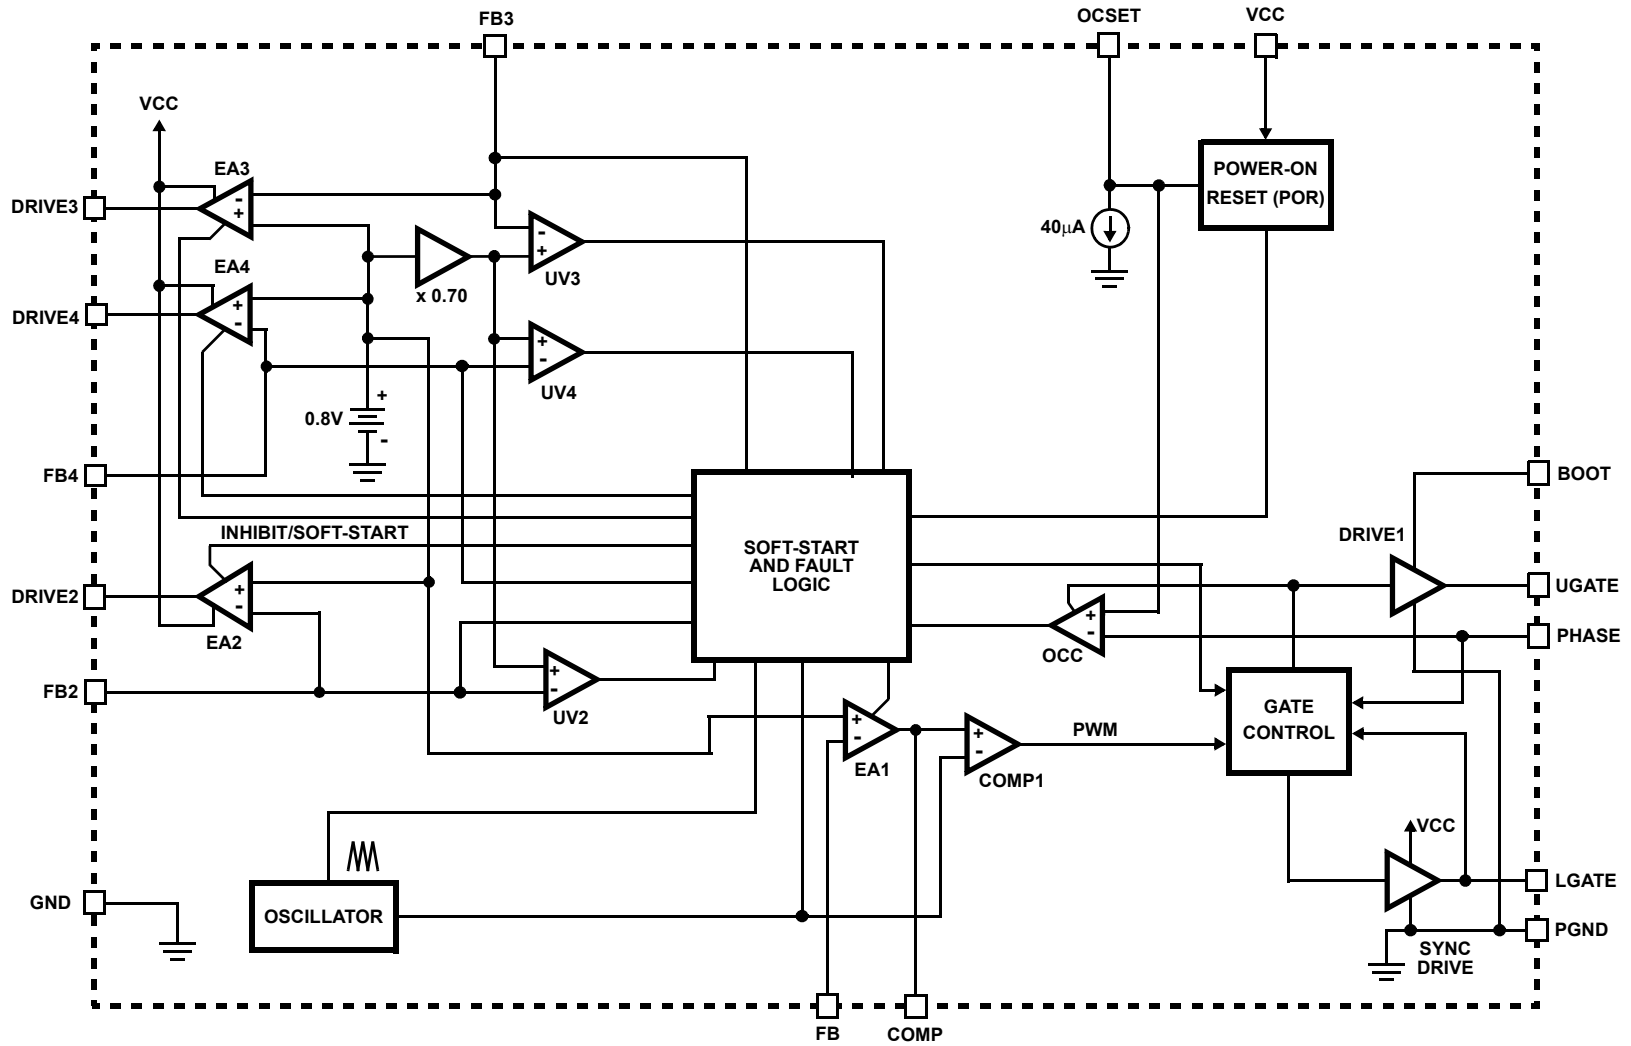 FB3
OCSET
VCC
VCC
EA3
-
+
DRIVE3
POWER-ON
RESET (POR)
40µA
-
+
UV3
x 0.70
EA4
+
-
DRIVE4
+
-
UV4
0.8V
+
-
FB4
BOOT
INHIBIT/SOFT-START
SOFT-START
AND FAULT
LOGIC
DRIVE1
UGATE
DRIVE2
+
-
EA2
+
-
OCC
PHASE
FB2
+
-
UV2
+
-
EA1
+
-
COMP1
PWM
GATE
CONTROL
VCC
LGATE
GND
OSCILLATOR
PGND
SYNC
DRIVE
FB
COMP